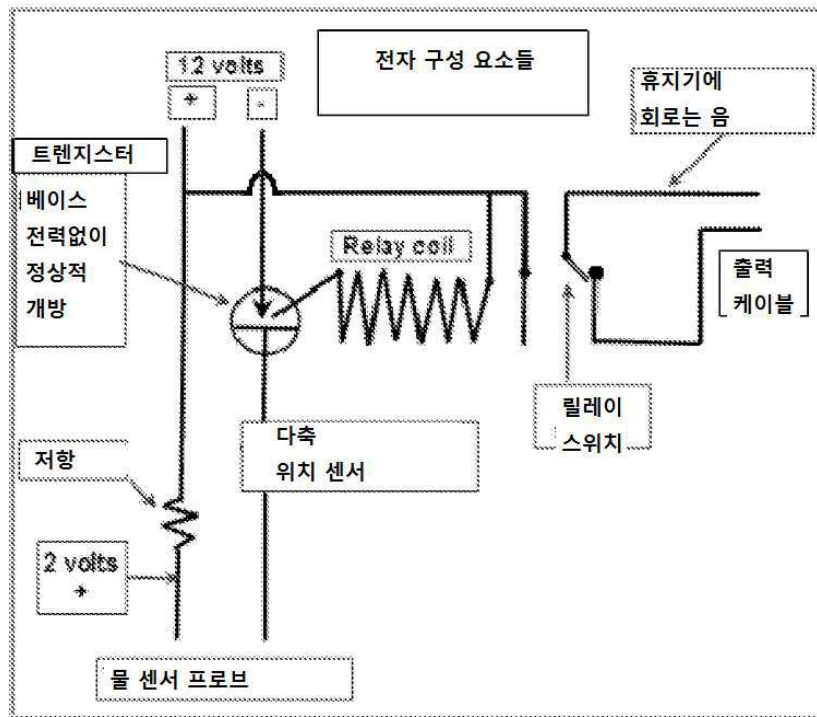 전자 구성 요소들
12 volts
+ -
휴지기에
회로는 음
트렌지스터
베이스
전력없이
정상적
개방
Relay coil
출력
케이블
릴레이
스위치
다축
위치 센서
저항
2 volts
+
물 센서 프로브